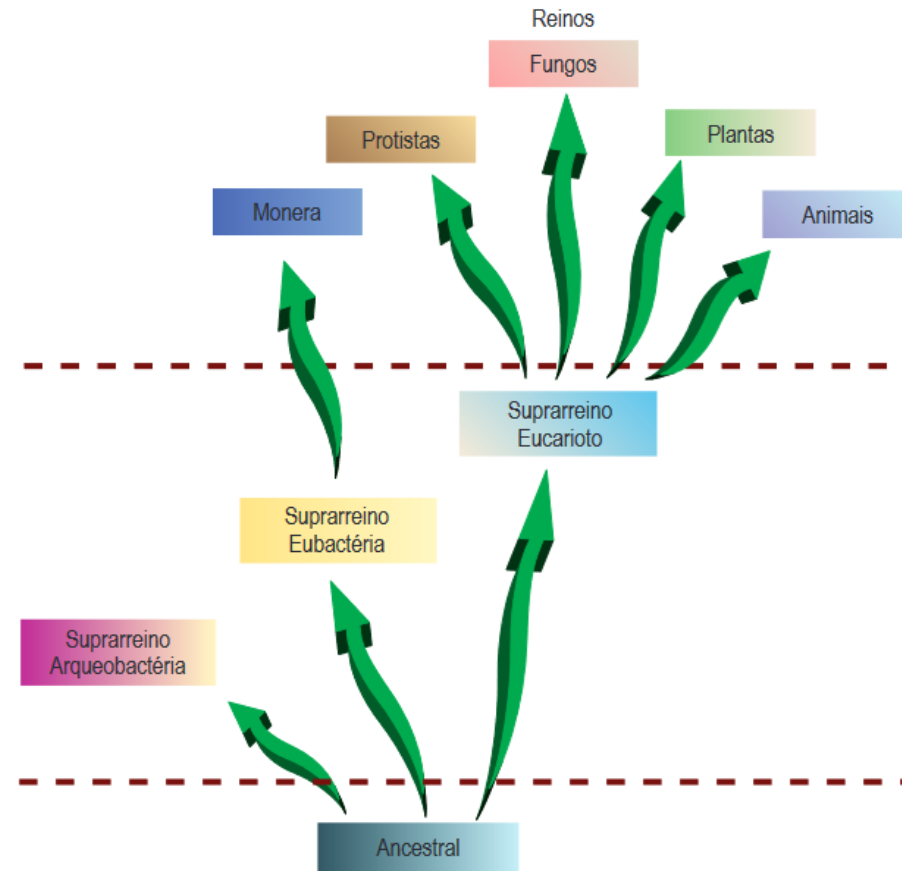 Reinos
Fungos
Protistas
Plantas
Monera
Animais
Suprarreino
Eucarioto
Suprarreino
Eubactéria
Suprarreino
Arqueobactéria
Ancestral